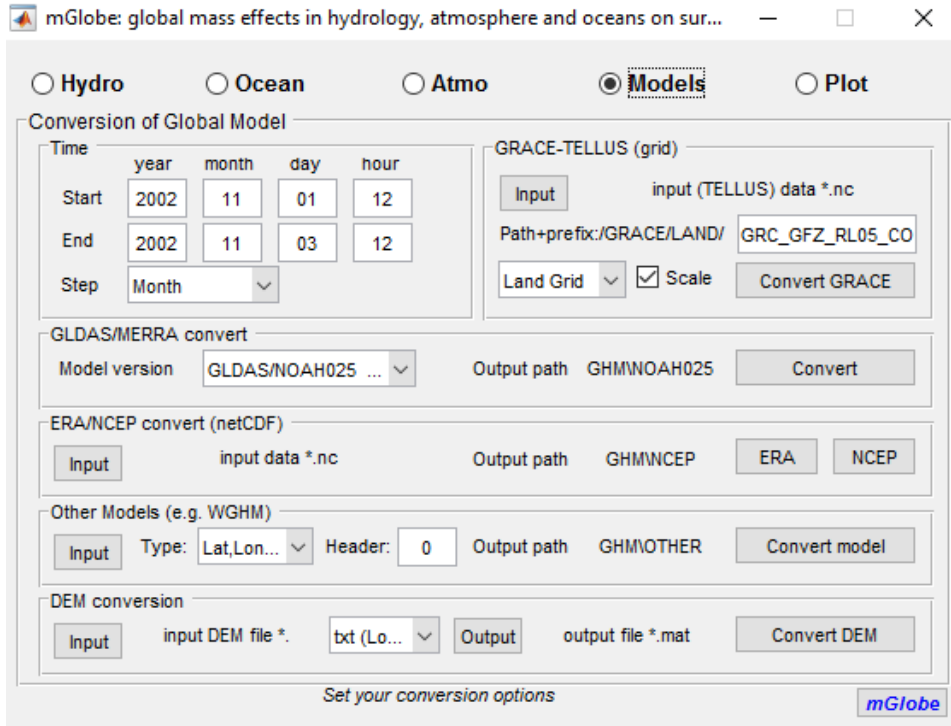 mGlobe: global mass effects in hydrology, atmosphere and oceans on sur...
Hydro Ocean Atmo Models Plot
Conversion of Global Model
Time
year month day hour
Start 2002 11 01 12
End 2002 11 03 12
Step Month
GRACE-TELLUS (grid)
Input input (TELLUS) data *.nc
Path+prefix:/GRACE/LAND/ GRC_GFZ_RL05_CO
Land Grid Scale Convert GRACE
GLDAS/MERRA convert
Model version GLDAS/NOAH025 ... Output path GHM\NOAH025 Convert
ERA/NCEP convert (netCDF)
Input input data *.nc Output path GHM\NCEP ERA NCEP
Other Models (e.g. WGHM)
Input Type: Lat,Lon... Header: 0 Output path GHM\OTHER Convert model
DEM conversion
Input input DEM file *. txt (Lo... Output output file *.mat Convert DEM
Set your conversion options
mGlobe